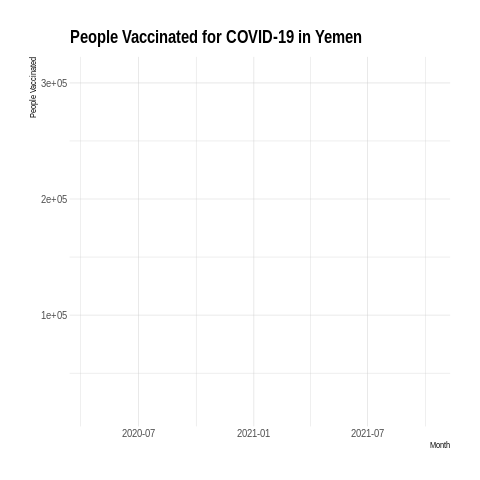 People Vaccinated for COVID-19 in Yemen
People Vaccinated
3e+05
2e+05
1e+05
2020-07
2021-01
2021-07
Month